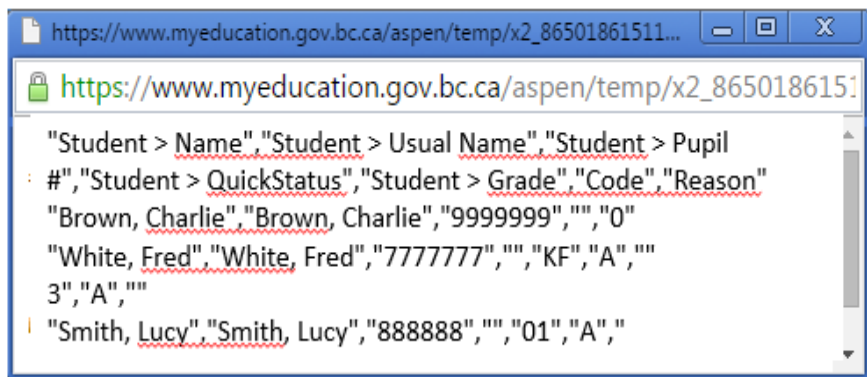 https://www.myeducation.gov.bc.ca/aspen/temp/x2_86501861511...
https://www.myeducation.gov.bc.ca/aspen/temp/x2_8650186151
"Student > Name","Student > Usual Name","Student > Pupil
#","Student > QuickStatus","Student > Grade","Code","Reason"
"Brown, Charlie","Brown, Charlie","9999999","","0"
"White, Fred","White, Fred","7777777","","KF","A",""
3","A",""
"Smith, Lucy","Smith, Lucy","888888","","01","A","